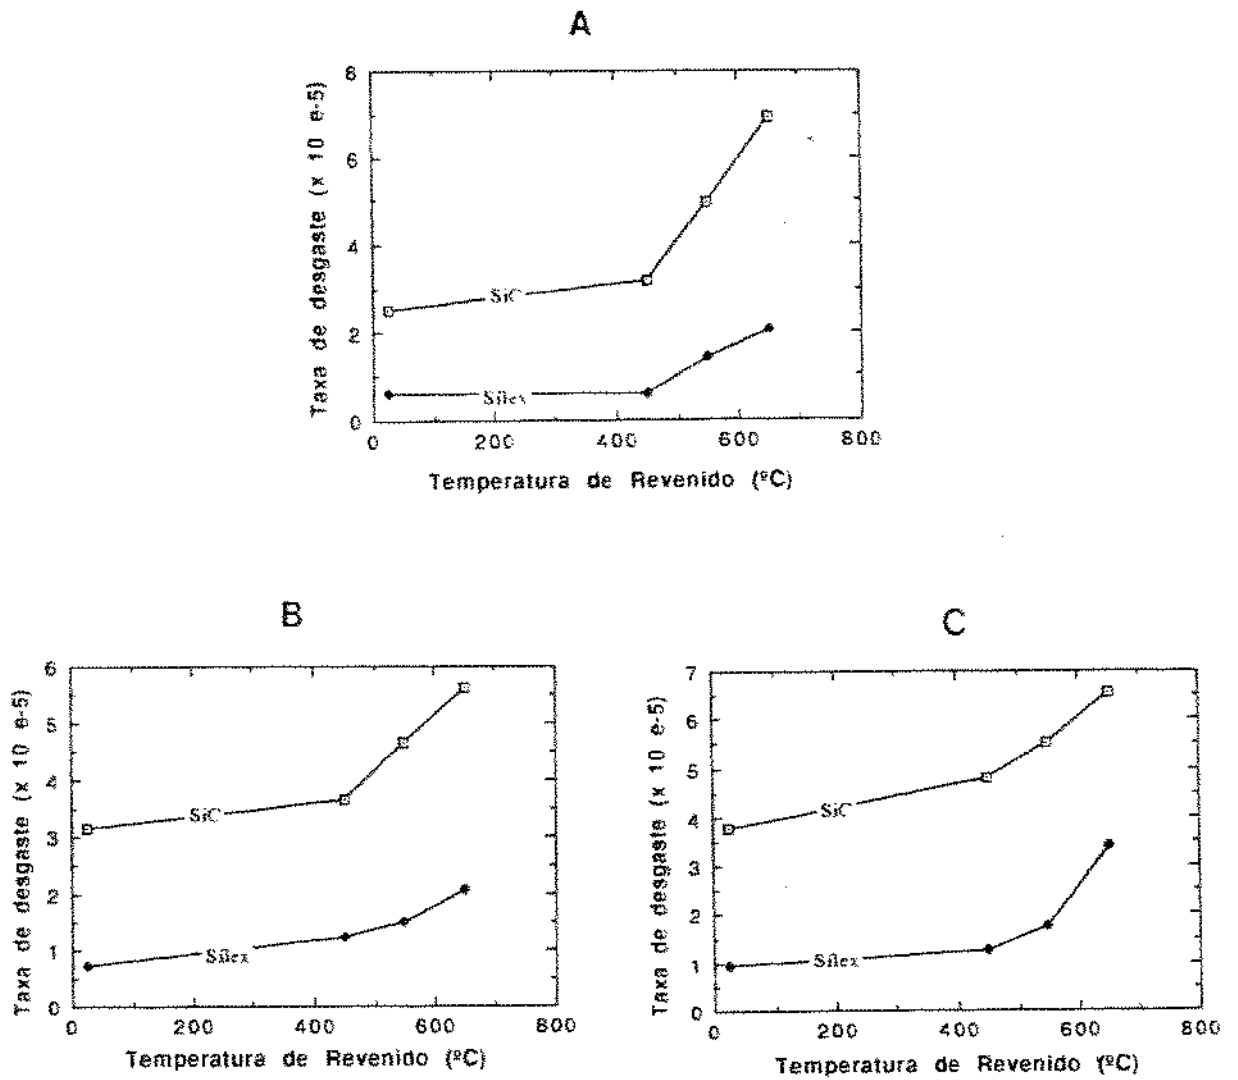 A
Taxa de desgaste (x 10 e-5)
8
6
4
2
0
SiC
Sílex
0 200 400 600 800
Temperatura de Revenido (ºC)
B
Taxa de desgaste (x 10 e-5)
6
5
4
3
2
1
0
SiC
Sílex
0 200 400 600 800
Temperatura de Revenido (ºC)
C
Taxa de desgaste (x 10 e-5)
7
6
5
4
3
2
1
0
SiC
Sílex
0 200 400 600 800
Temperatura de Revenido (ºC)